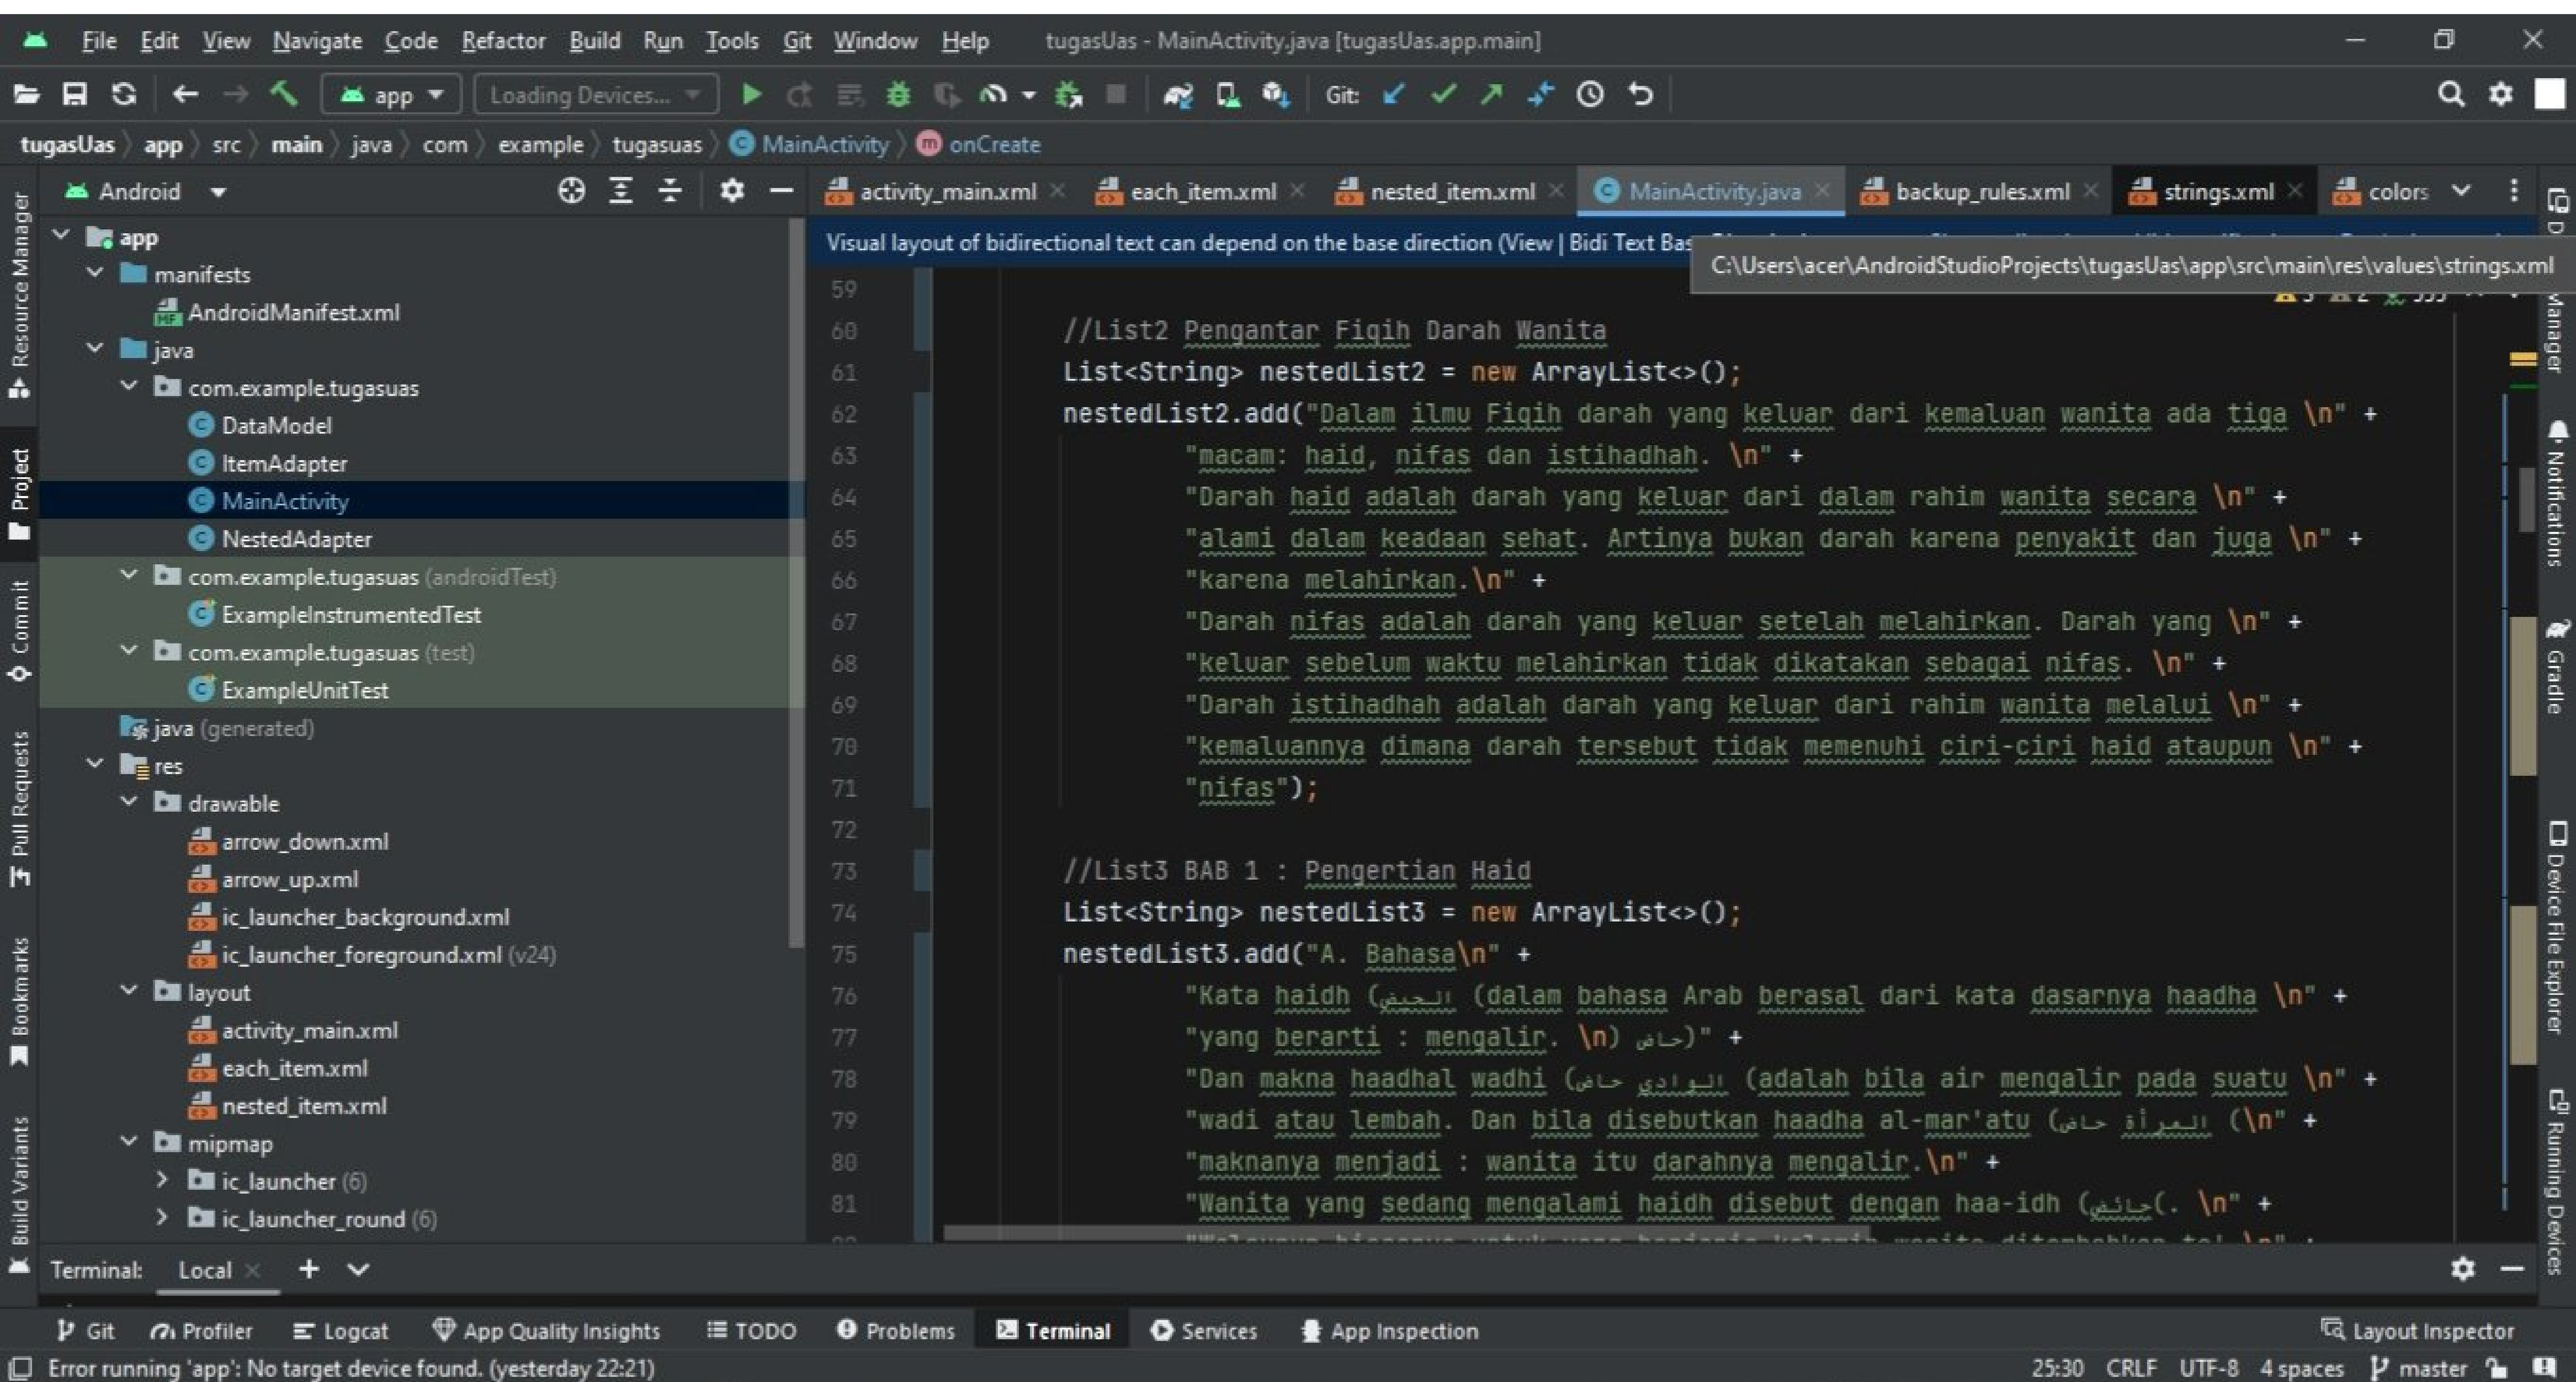 File Edit View Navigate Code Refactor Build Run Tools Git Window Help tugasUas - MainActivity.java [tugasUas.app.main]
app Loading Devices... Git:
tugasUas app src main java com example tugasuas MainActivity onCreate
Android
activity_main.xml each_item.xml nested_item.xml MainActivity.java backup_rules.xml strings.xml colors
Resource Manager
Project
Commit
Pull Requests
Bookmarks
Build Variants
app
manifests
AndroidManifest.xml
java
com.example.tugasuas
DataModel
ItemAdapter
MainActivity
NestedAdapter
com.example.tugasuas (androidTest)
ExampleInstrumentedTest
com.example.tugasuas (test)
ExampleUnitTest
java (generated)
res
drawable
arrow_down.xml
arrow_up.xml
ic_launcher_background.xml
ic_launcher_foreground.xml (v24)
layout
activity_main.xml
each_item.xml
nested_item.xml
mipmap
ic_launcher (6)
ic_launcher_round (6)
Visual layout of bidirectional text can depend on the base direction (View | Bidi Text Bas
C:\Users\acer\AndroidStudioProjects\tugasUas\app\src\main\res\values\strings.xml
59
60 //List2 Pengantar Fiqih Darah Wanita
61 List<String> nestedList2 = new ArrayList<>();
62 nestedList2.add("Dalam ilmu Fiqih darah yang keluar dari kemaluan wanita ada tiga \n" +
63 "macam: haid, nifas dan istihadhah. \n" +
64 "Darah haid adalah darah yang keluar dari dalam rahim wanita secara \n" +
65 "alami dalam keadaan sehat. Artinya bukan darah karena penyakit dan juga \n" +
66 "karena melahirkan.\n" +
67 "Darah nifas adalah darah yang keluar setelah melahirkan. Darah yang \n" +
68 "keluar sebelum waktu melahirkan tidak dikatakan sebagai nifas. \n" +
69 "Darah istihadhah adalah darah yang keluar dari rahim wanita melalui \n" +
70 "kemaluannya dimana darah tersebut tidak memenuhi ciri-ciri haid ataupun \n" +
71 "nifas");
72
73 //List3 BAB 1 : Pengertian Haid
74 List<String> nestedList3 = new ArrayList<>();
75 nestedList3.add("A. Bahasa\n" +
76 "Kata haidh (الحيض (dalam bahasa Arab berasal dari kata dasarnya haadha \n" +
77 "yang berarti : mengalir. \n) حاض)" +
78 "Dan makna haadhal wadhi (الوادي حاض (adalah bila air mengalir pada suatu \n" +
79 "wadi atau lembah. Dan bila disebutkan haadha al-mar'atu (المرأة حاض (\n" +
80 "maknanya menjadi : wanita itu darahnya mengalir.\n" +
81 "Wanita yang sedang mengalami haidh disebut dengan haa-idh (حائض(. \n" +
Manager
Notifications
Gradle
Device File Explorer
Running Devices
Terminal: Local
Git Profiler Logcat App Quality Insights TODO Problems Terminal Services App Inspection Layout Inspector
Error running 'app': No target device found. (yesterday 22:21) 25:30 CRLF UTF-8 4 spaces master